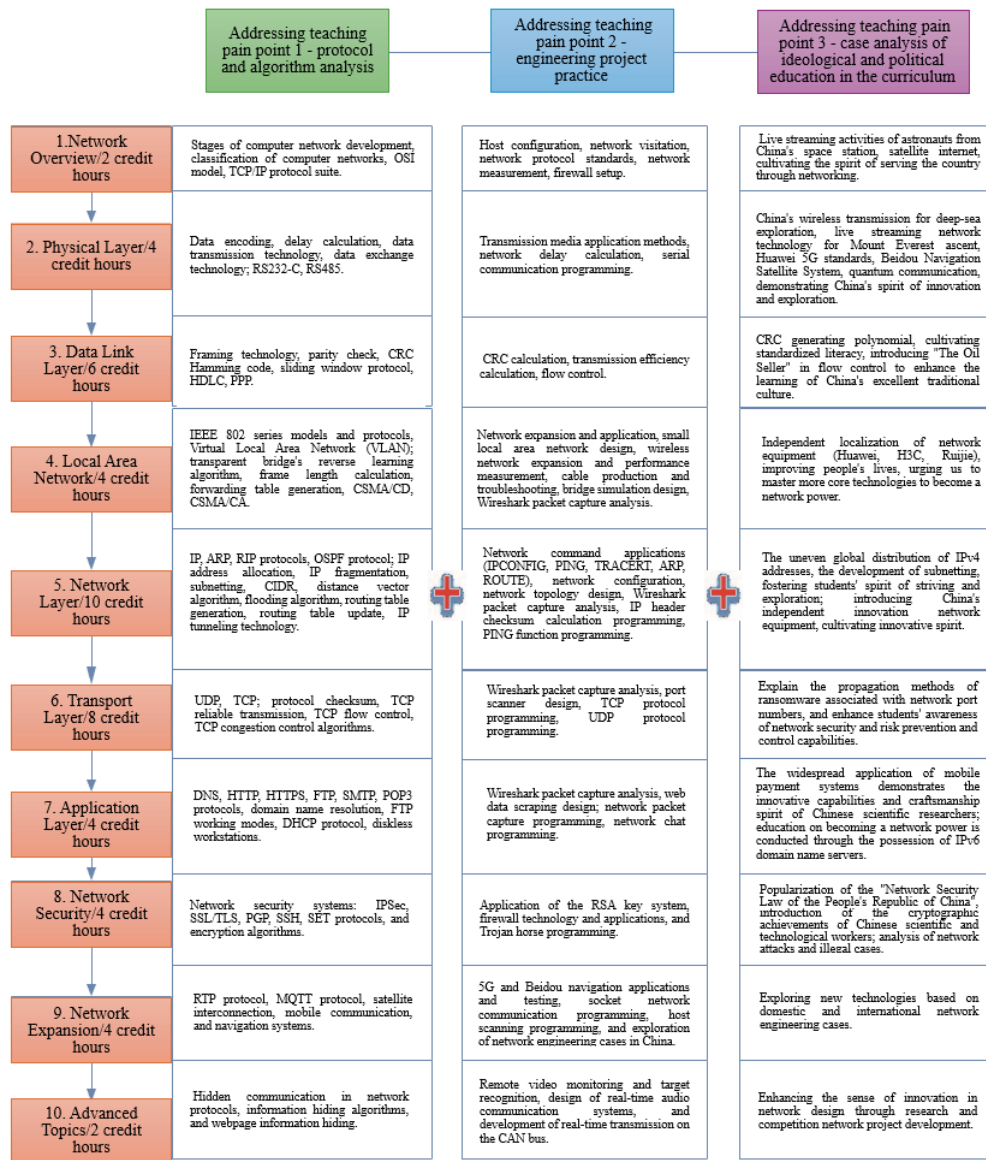 Addressing teaching
pain point 1 - protocol
and algorithm analysis
Addressing teaching
pain point 2 -
engineering project
practice
Addressing teaching pain
point 3 - case analysis of
ideological and political
education in the curriculum
1.Network
Overview/2 credit
hours
Stages of computer network development,
classification of computer networks, OSI
model, TCP/IP protocol suite.
Host configuration, network visitation,
network protocol standards, network
measurement, firewall setup.
Live streaming activities of astronauts from
China's space station, satellite internet,
cultivating the spirit of serving the country
through networking.
2. Physical Layer/4
credit hours
Data encoding, delay calculation, data
transmission technology, data exchange
technology; RS232-C, RS485.
Transmission media application methods,
network delay calculation, serial
communication programming.
China's wireless transmission for deep-sea
exploration, live streaming network
technology for Mount Everest ascent,
Huawei 5G standards, Beidou Navigation
Satellite System, quantum communication,
demonstrating China's spirit of innovation
and exploration.
3. Data Link
Layer/6 credit
hours
Framing technology, parity check, CRC
Hamming code, sliding window protocol,
HDLC, PPP.
CRC calculation, transmission efficiency
calculation, flow control.
CRC generating polynomial, cultivating
standardized literacy, introducing "The Oil
Seller" in flow control to enhance the
learning of China's excellent traditional
culture.
4. Local Area
Network/4 credit
hours
IEEE 802 series models and protocols,
Virtual Local Area Network (VLAN);
transparent bridge's reverse learning
algorithm, frame length calculation,
forwarding table generation, CSMA/CD,
CSMA/CA.
Network expansion and application, small
local area network design, wireless
network expansion and performance
measurement, cable production and
troubleshooting, bridge simulation design,
Wireshark packet capture analysis.
Independent localization of network
equipment (Huawei, H3C, Ruijie),
improving people's lives, urging us to
master more core technologies to become a
network power.
5. Network
Layer/10 credit
hours
IP, ARP, RIP protocols, OSPF protocol; IP
address allocation, IP fragmentation,
subnetting, CIDR, distance vector
algorithm, flooding algorithm, routing table
generation, routing table update, IP
tunneling technology.
Network command applications
(IPCONFIG, PING, TRACERT, ARP,
ROUTE), network configuration,
network topology design, Wireshark
packet capture analysis, IP header
checksum calculation programming,
PING function programming.
The uneven global distribution of IPv4
addresses, the development of subnetting,
fostering students' spirit of striving and
exploration; introducing China's
independent innovation network
equipment, cultivating innovative spirit.
6. Transport
Layer/8 credit
hours
UDP, TCP; protocol checksum, TCP
reliable transmission, TCP flow control,
TCP congestion control algorithms.
Wireshark packet capture analysis, port
scanner design, TCP protocol
programming, UDP protocol
programming.
Explain the propagation methods of
ransomware associated with network port
numbers, and enhance students' awareness
of network security and risk prevention and
control capabilities.
7. Application
Layer/4 credit
hours
DNS, HTTP, HTTPS, FTP, SMTP, POP3
protocols, domain name resolution, FTP
working modes, DHCP protocol, diskless
workstations.
Wireshark packet capture analysis, web
data scraping design; network packet
capture programming, network chat
programming.
The widespread application of mobile
payment systems demonstrates the
innovative capabilities and craftsmanship
spirit of Chinese scientific researchers;
education on becoming a network power is
conducted through the possession of IPv6
domain name servers.
8. Network
Security/4 credit
hours
Network security systems: IPSec,
SSL/TLS, PGP, SSH, SET protocols, and
encryption algorithms.
Application of the RSA key system,
firewall technology and applications, and
Trojan horse programming.
Popularization of the "Network Security
Law of the People's Republic of China",
introduction of the cryptographic
achievements of Chinese scientific and
technological workers; analysis of network
attacks and illegal cases.
9. Network
Expansion/4 credit
hours
RTP protocol, MQTT protocol, satellite
interconnection, mobile communication,
and navigation systems.
5G and Beidou navigation applications
and testing, socket network
communication programming, host
scanning programming, and exploration
of network engineering cases in China.
Exploring new technologies based on
domestic and international network
engineering cases.
10. Advanced
Topics/2 credit
hours
Hidden communication in network
protocols, information hiding algorithms,
and webpage information hiding.
Remote video monitoring and target
recognition, design of real-time audio
communication systems, and
development of real-time transmission on
the CAN bus.
Enhancing the sense of innovation in
network design through research and
competition network project development.